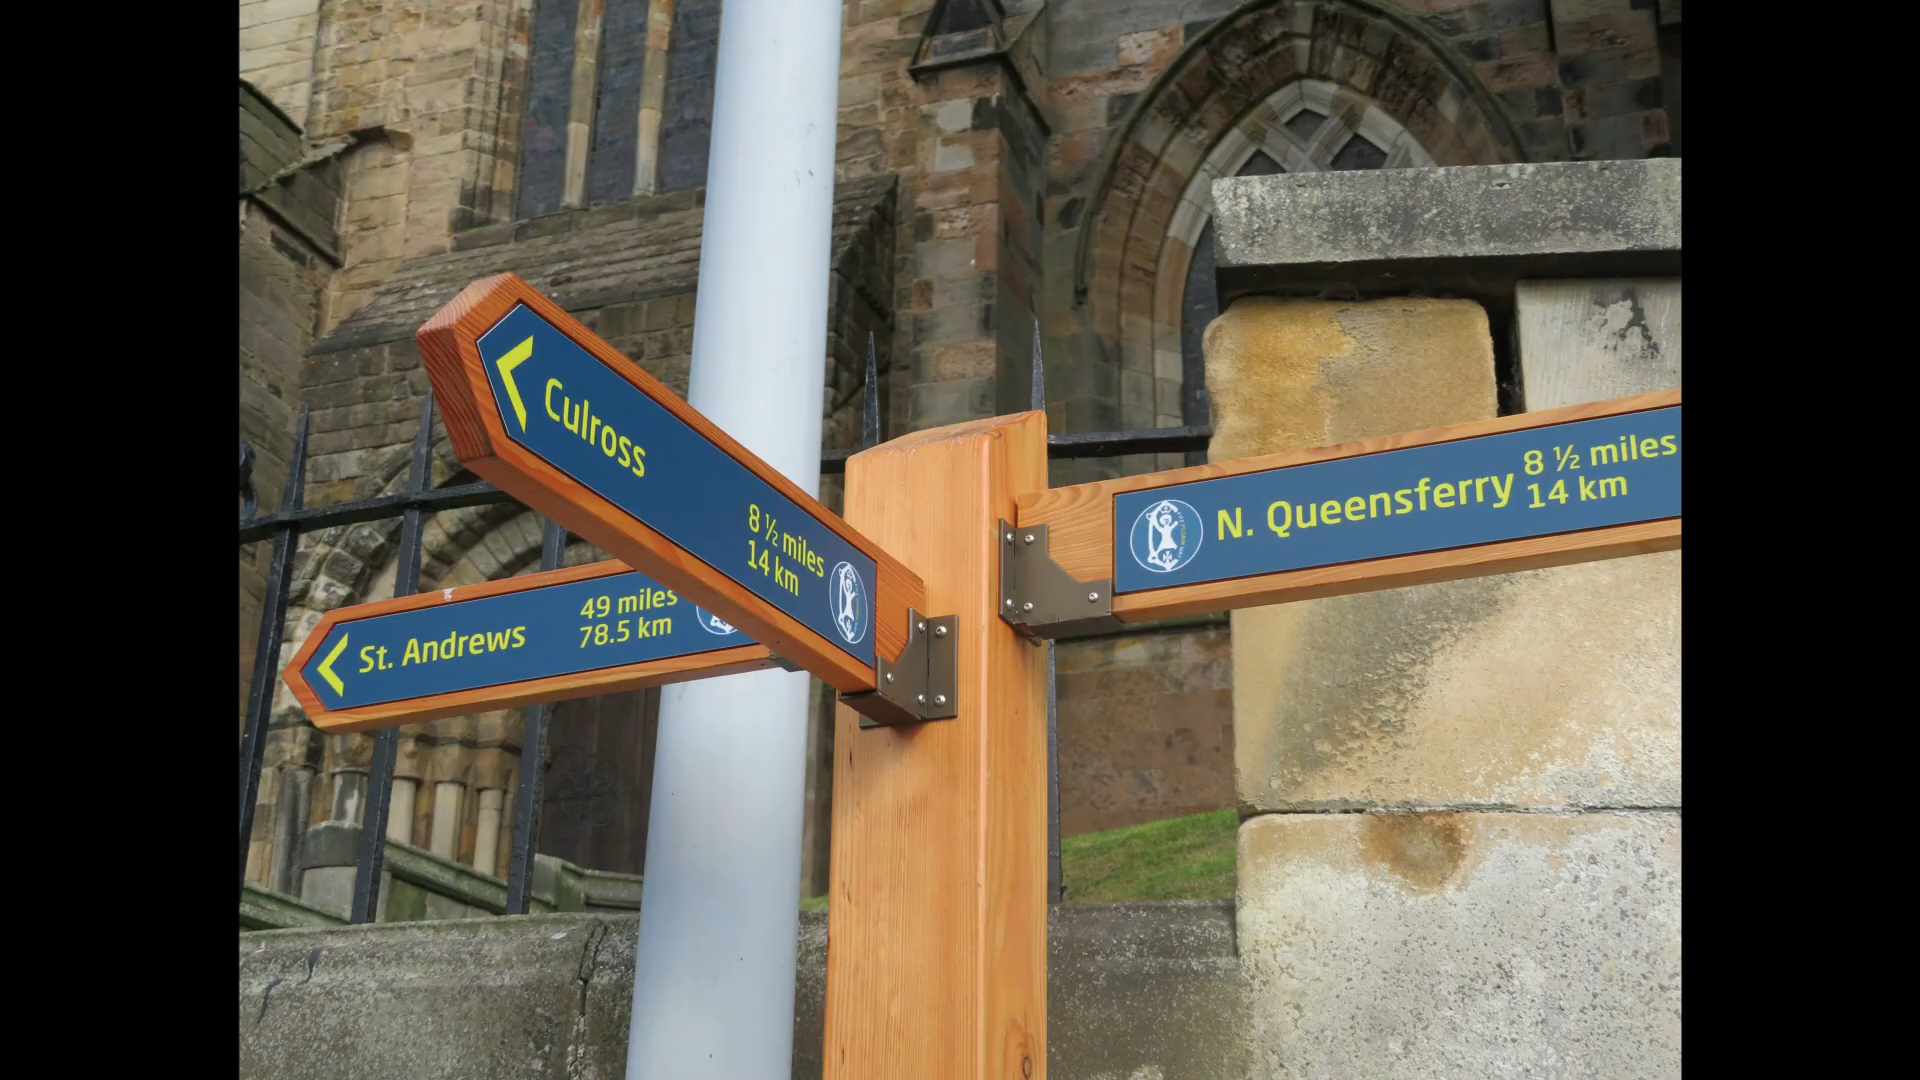 Culross
8 ½ miles
14 km
St. Andrews
49 miles
78.5 km
N. Queensferry
8 ½ miles
14 km